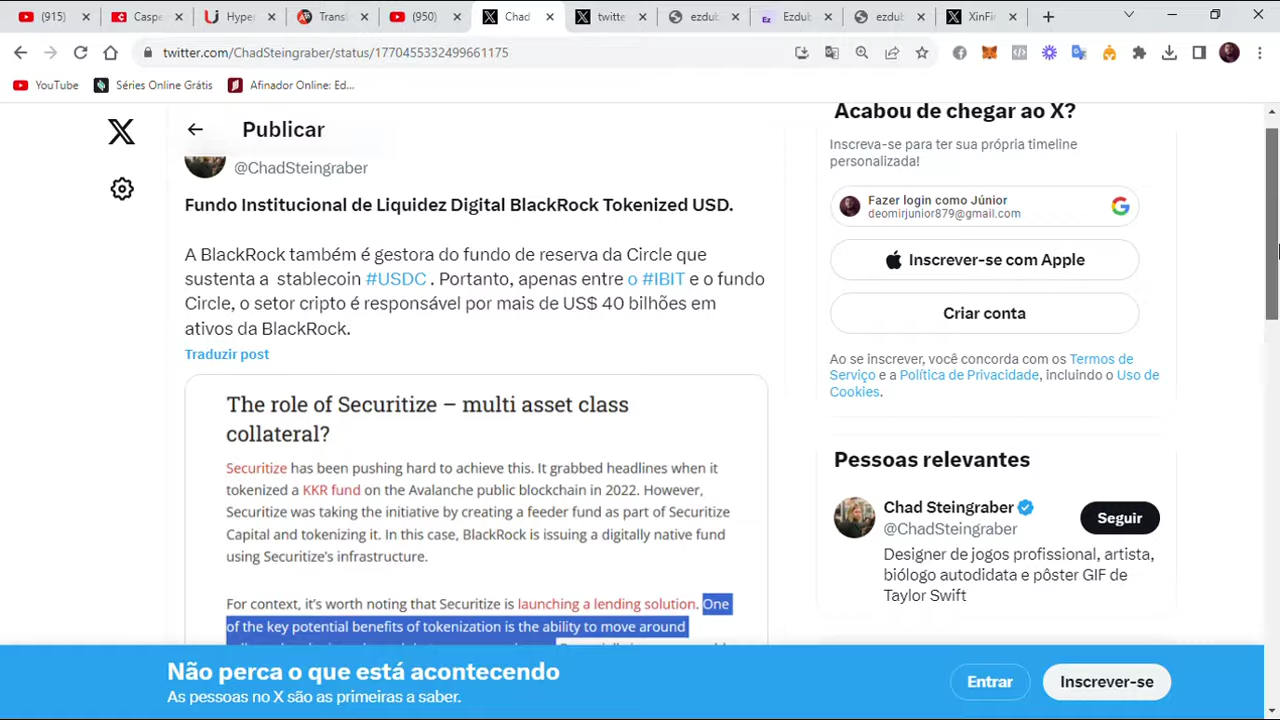 (915)
Caspe
Hyper
Transl
(950)
Chad
twitte
ezdub
Ezdub
ezdub
XinFi
twitter.com/ChadSteingraber/status/1770455332499661175
YouTube
Séries Online Grátis
Afinador Online: Ed...
Publicar
@ChadSteingraber
Fundo Institucional de Liquidez Digital BlackRock Tokenized USD.
A BlackRock também é gestora do fundo de reserva da Circle que
sustenta a stablecoin #USDC . Portanto, apenas entre o #IBIT e o fundo
Circle, o setor cripto é responsável por mais de US$ 40 bilhões em
ativos da BlackRock.
Traduzir post
The role of Securitize – multi asset class
collateral?
Securitize has been pushing hard to achieve this. It grabbed headlines when it
tokenized a KKR fund on the Avalanche public blockchain in 2022. However,
Securitize was taking the initiative by creating a feeder fund as part of Securitize
Capital and tokenizing it. In this case, BlackRock is issuing a digitally native fund
using Securitize's infrastructure.
For context, it's worth noting that Securitize is launching a lending solution. One
of the key potential benefits of tokenization is the ability to move around
Acabou de chegar ao X?
Inscreva-se para ter sua própria timeline
personalizada!
Fazer login como Júnior
deomirjunior879@gmail.com
Inscrever-se com Apple
Criar conta
Ao se inscrever, você concorda com os Termos de
Serviço e a Política de Privacidade, incluindo o Uso de
Cookies.
Pessoas relevantes
Chad Steingraber
@ChadSteingraber
Seguir
Designer de jogos profissional, artista,
biólogo autodidata e pôster GIF de
Taylor Swift
Não perca o que está acontecendo
As pessoas no X são as primeiras a saber.
Entrar
Inscrever-se